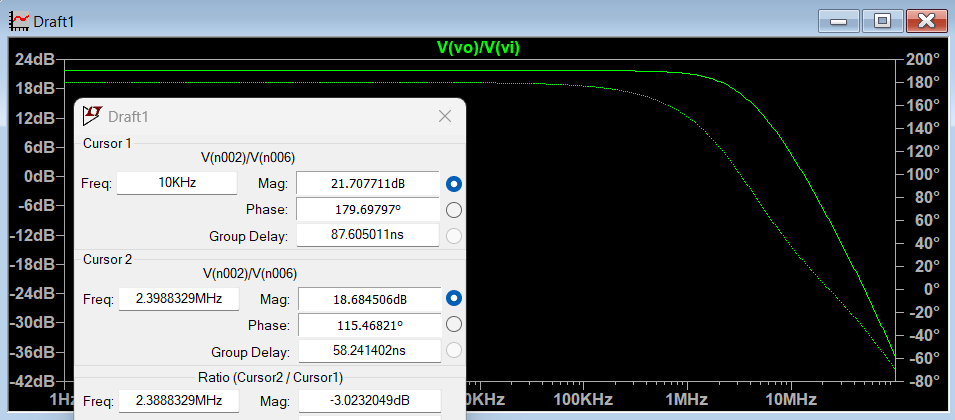 Draft1
V(vo)/V(vi)
24dB
18dB
12dB
6dB
0dB
-6dB
-12dB
-18dB
-24dB
-30dB
-36dB
-42dB
200°
180°
160°
140°
120°
100°
80°
60°
40°
20°
0°
-20°
-40°
-60°
-80°
Draft1
Cursor 1
V(n002)/V(n006)
Freq: 10KHz Mag: 21.707711dB
Phase: 179.69797°
Group Delay: 87.605011ns
Cursor 2
V(n002)/V(n006)
Freq: 2.3988329MHz Mag: 18.684506dB
Phase: 115.46821°
Group Delay: 58.241402ns
Ratio (Cursor2 / Cursor1)
Freq: 2.3888329MHz Mag: -3.0232049dB
100KHz 1MHz 10MHz